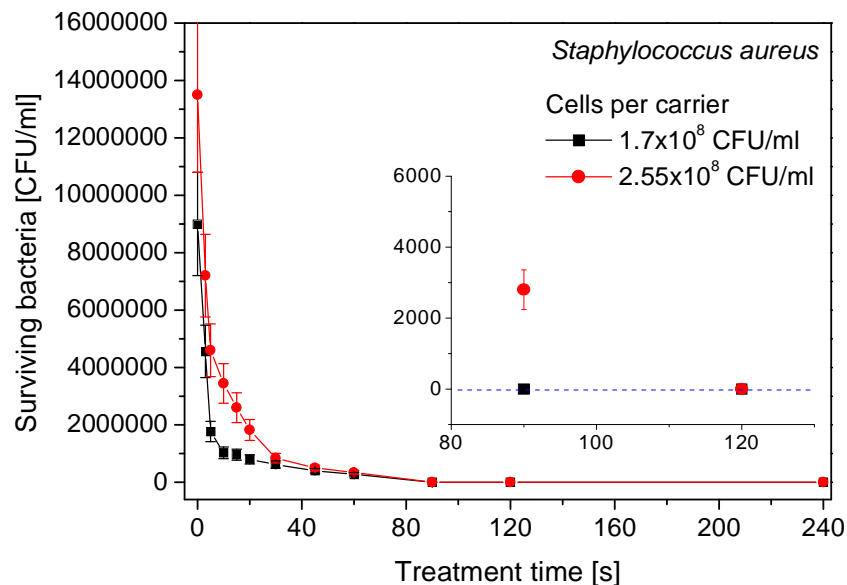 Staphylococcus aureus
Cells per carrier
1.7x10⁸ CFU/ml
2.55x10⁸ CFU/ml
Surviving bacteria [CFU/ml]
16000000
14000000
12000000
10000000
8000000
6000000
4000000
2000000
0
6000
4000
2000
0
80 100 120
0 40 80 120 160 200 240
Treatment time [s]